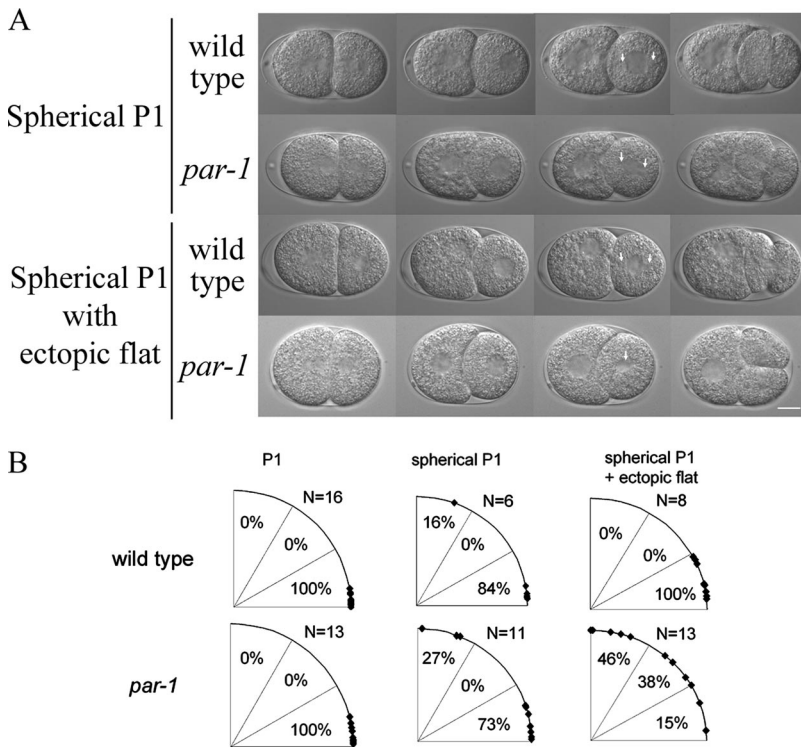 A
Spherical P1
wild type
par-1
Spherical P1 with ectopic flat
wild type
par-1
B
P1
spherical P1
spherical P1
+ ectopic flat
wild type
N=16
0%
0%
100%
N=6
16%
0%
84%
N=8
0%
0%
100%
par-1
N=13
0%
0%
100%
N=11
27%
0%
73%
N=13
46%
38%
15%